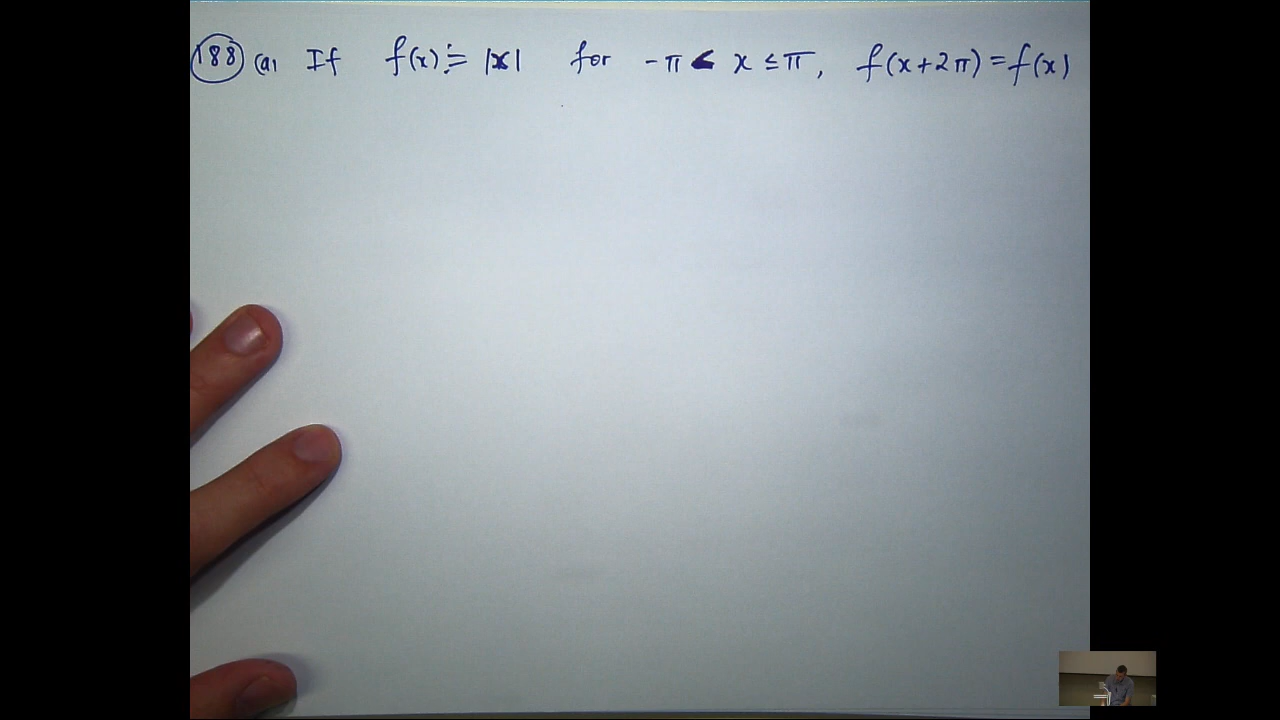 188 (a) If f(x) = |x| for -π < x ≤ π, f(x+2π) = f(x)